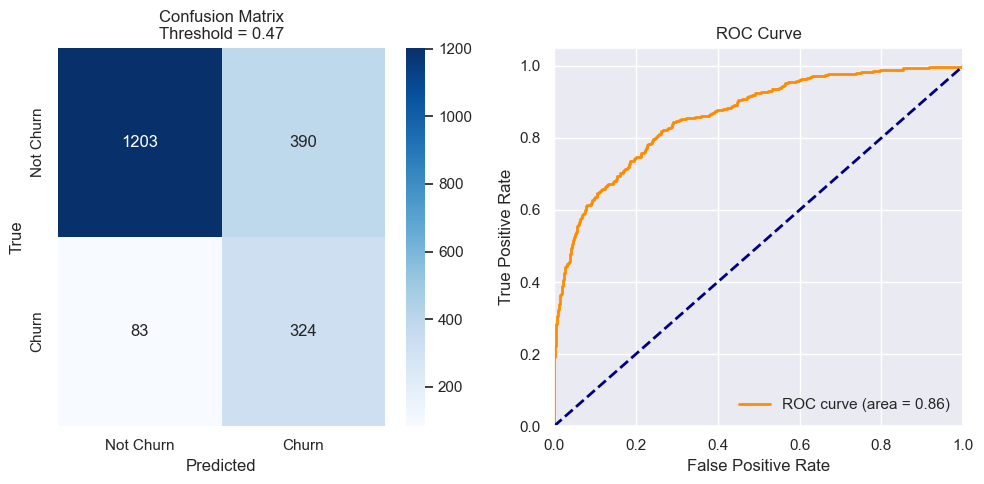 Confusion Matrix
Threshold = 0.47
True
Not Churn
Churn
1203
390
83
324
Not Churn
Churn
Predicted
1200
1000
800
600
400
200
ROC Curve
True Positive Rate
1.0
0.8
0.6
0.4
0.2
0.0
ROC curve (area = 0.86)
0.0
0.2
0.4
0.6
0.8
1.0
False Positive Rate